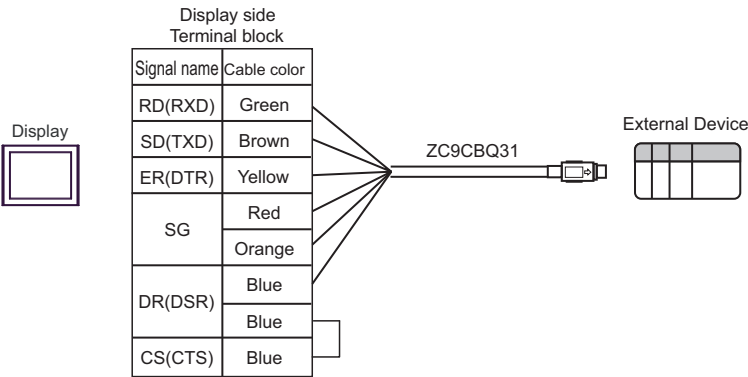 Display side
Terminal block
Signal name Cable color
RD(RXD) Green
SD(TXD) Brown
ER(DTR) Yellow
SG Red
Orange
DR(DSR) Blue
Blue
CS(CTS) Blue
Display
ZC9CBQ31
External Device